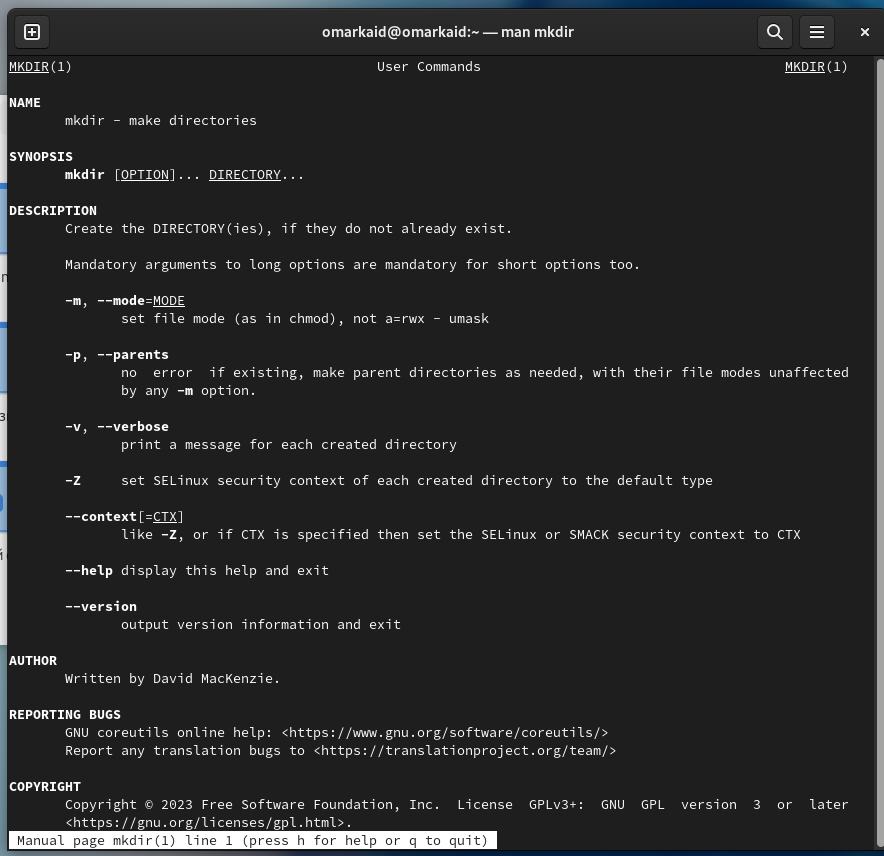 omarkaid@omarkaid:~ — man mkdir
MKDIR(1) User Commands MKDIR(1)
NAME
mkdir - make directories
SYNOPSIS
mkdir [OPTION]... DIRECTORY...
DESCRIPTION
Create the DIRECTORY(ies), if they do not already exist.
Mandatory arguments to long options are mandatory for short options too.
-m, --mode=MODE
set file mode (as in chmod), not a=rwx - umask
-p, --parents
no error if existing, make parent directories as needed, with their file modes unaffected
by any -m option.
-v, --verbose
print a message for each created directory
-Z set SELinux security context of each created directory to the default type
--context[=CTX]
like -Z, or if CTX is specified then set the SELinux or SMACK security context to CTX
--help display this help and exit
--version
output version information and exit
AUTHOR
Written by David MacKenzie.
REPORTING BUGS
GNU coreutils online help: <https://www.gnu.org/software/coreutils/>
Report any translation bugs to <https://translationproject.org/team/>
COPYRIGHT
Copyright © 2023 Free Software Foundation, Inc. License GPLv3+: GNU GPL version 3 or later
<https://gnu.org/licenses/gpl.html>.
Manual page mkdir(1) line 1 (press h for help or q to quit)